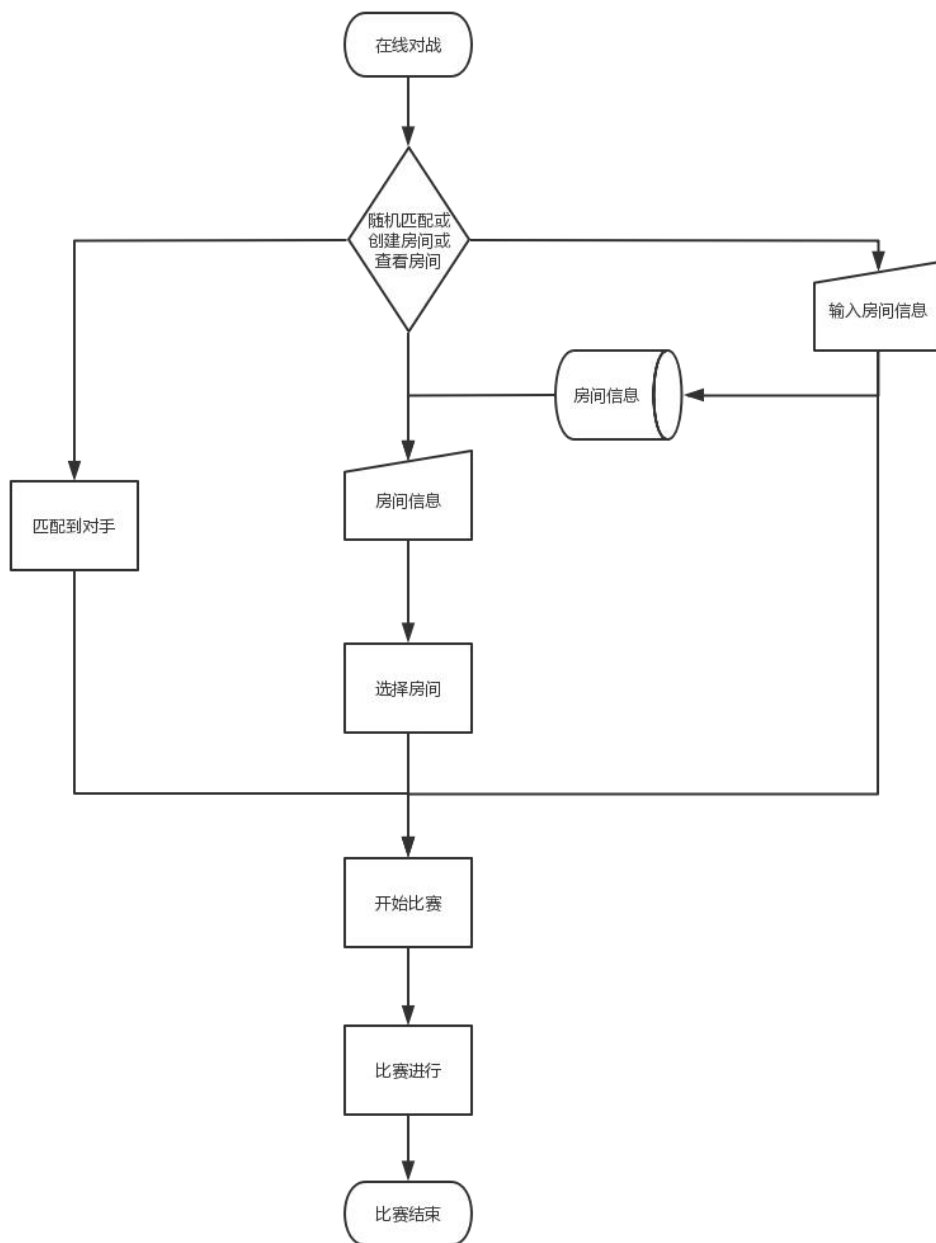 在线对战
随机匹配或
创建房间或
查看房间
输入房间信息
房间信息
房间信息
匹配到对手
选择房间
开始比赛
比赛进行
比赛结束